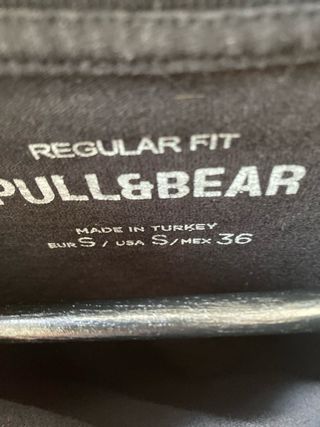 REGULAR FIT
PULL&BEAR
MADE IN TURKEY
EUR S / USA S/MEX 36